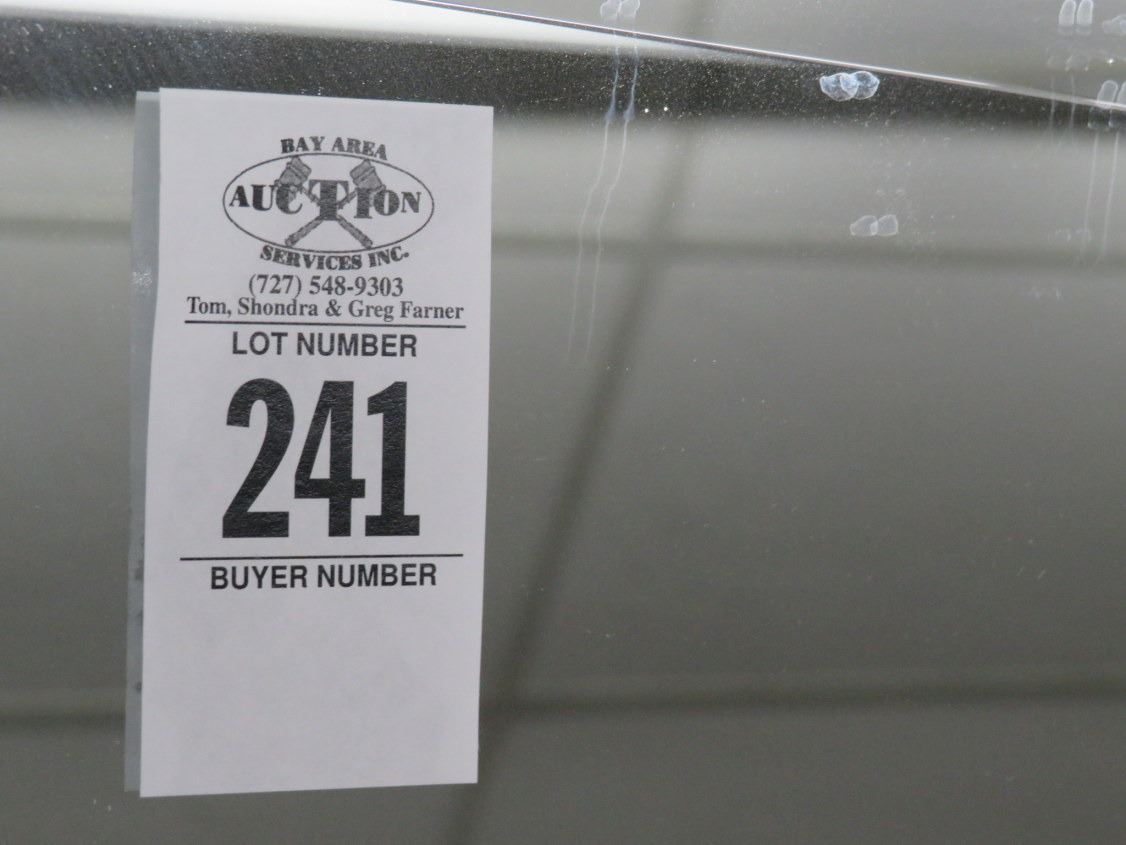 BAY AREA
AUCTION
SERVICES INC.
(727) 548-9303
Tom, Shondra & Greg Farner
LOT NUMBER
241
BUYER NUMBER